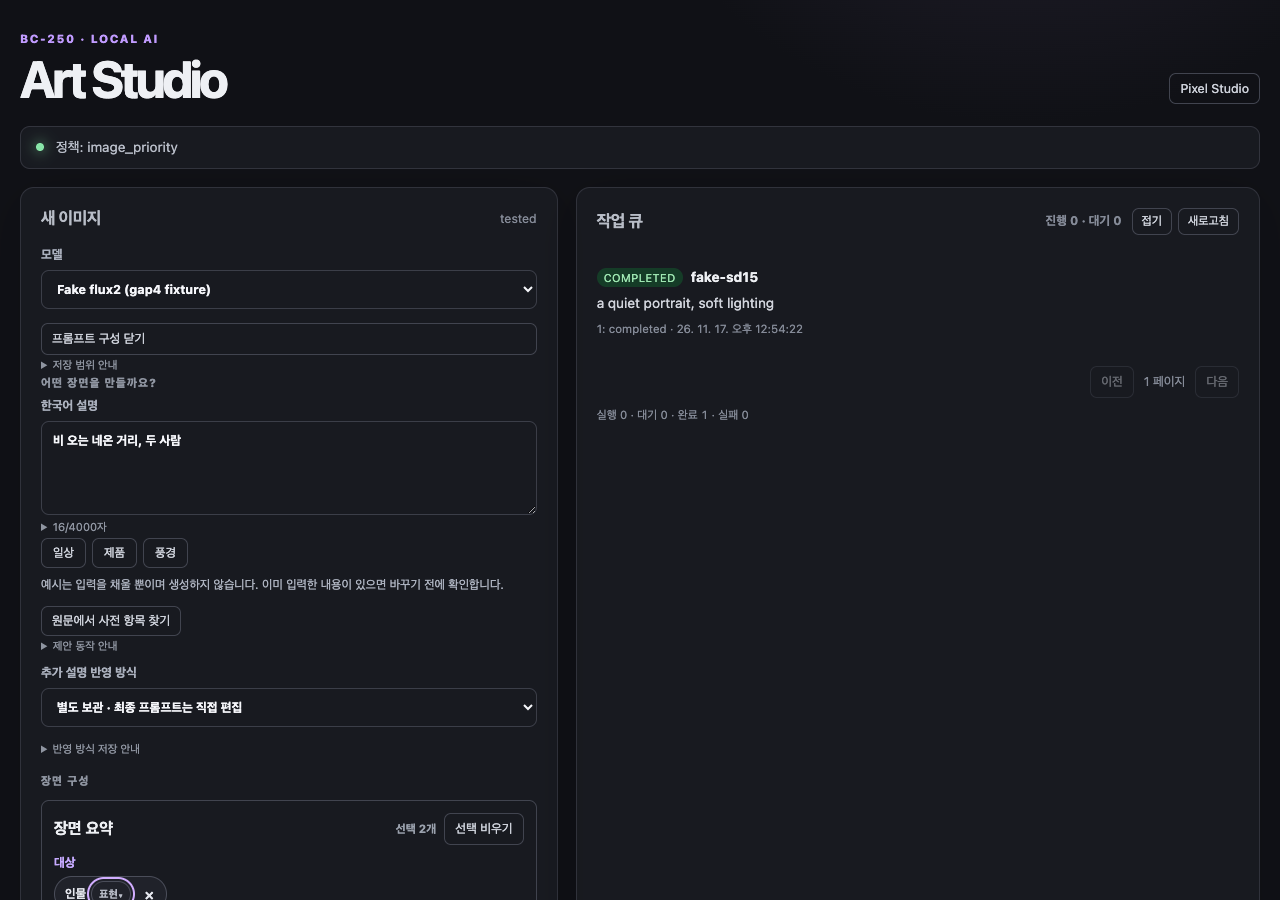 BC-250 · LOCAL AI
Art Studio
Pixel Studio
정책: image_priority
새 이미지
tested
모델
Fake flux2 (gap4 fixture)
프롬프트 구성 닫기
▶ 저장 범위 안내
어떤 장면을 만들까요?
한국어 설명
비 오는 네온 거리, 두 사람
▶ 16/4000자
일상 제품 풍경
예시는 입력을 채울 뿐이며 생성하지 않습니다. 이미 입력한 내용이 있으면 바꾸기 전에 확인합니다.
원문에서 사전 항목 찾기
▶ 제안 동작 안내
추가 설명 반영 방식
별도 보관 · 최종 프롬프트는 직접 편집
▶ 반영 방식 저장 안내
장면 구성
장면 요약
선택 2개 선택 비우기
대상
인물 표현▾ ×
작업 큐
진행 0 · 대기 0 접기 새로고침
COMPLETED fake-sd15
a quiet portrait, soft lighting
1: completed · 26. 11. 17. 오후 12:54:22
이전 1 페이지 다음
실행 0 · 대기 0 · 완료 1 · 실패 0